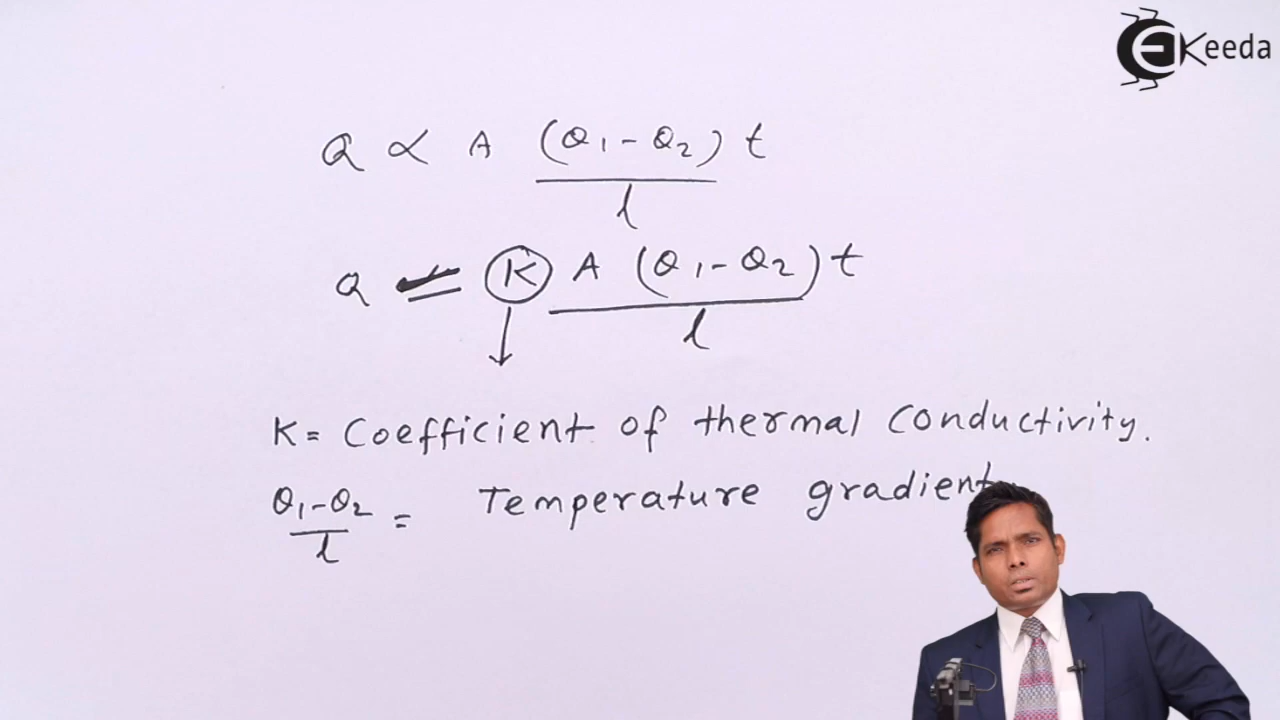 EKeeda
Q ∝ A (θ₁-θ₂) t
l
Q = K A (θ₁-θ₂) t
l
K = Coefficient of thermal conductivity.
θ₁-θ₂ = Temperature gradient
l